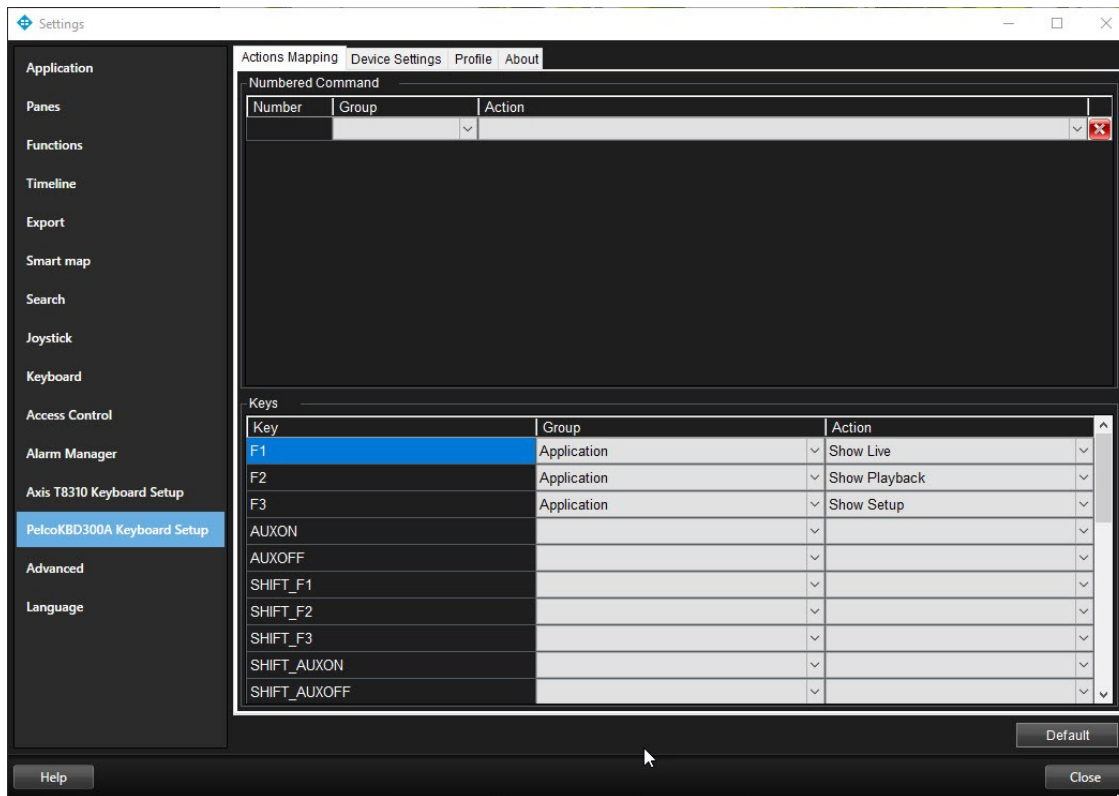 Settings
Application
Panes
Functions
Timeline
Export
Smart map
Search
Joystick
Keyboard
Access Control
Alarm Manager
Axis T8310 Keyboard Setup
PelcoKBD300A Keyboard Setup
Advanced
Language
Actions Mapping Device Settings Profile About
Numbered Command
Number Group Action
Keys
Key Group Action
F1 Application Show Live
F2 Application Show Playback
F3 Application Show Setup
AUXON
AUXOFF
SHIFT_F1
SHIFT_F2
SHIFT_F3
SHIFT_AUXON
SHIFT_AUXOFF
Default
Help Close